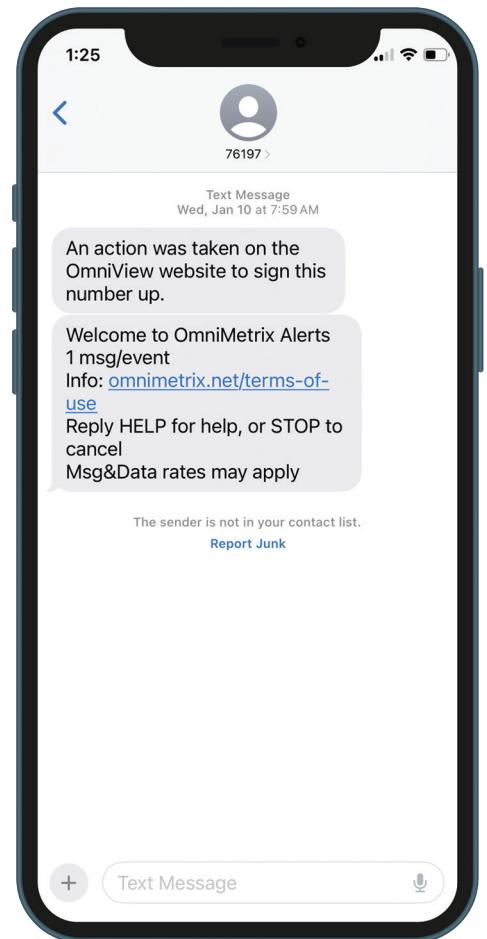 1:25
76197 >
Text Message
Wed, Jan 10 at 7:59 AM
An action was taken on the
OmniView website to sign this
number up.
Welcome to OmniMetrix Alerts
1 msg/event
Info: omnimetrix.net/terms-of-
use
Reply HELP for help, or STOP to
cancel
Msg&Data rates may apply
The sender is not in your contact list.
Report Junk
Text Message